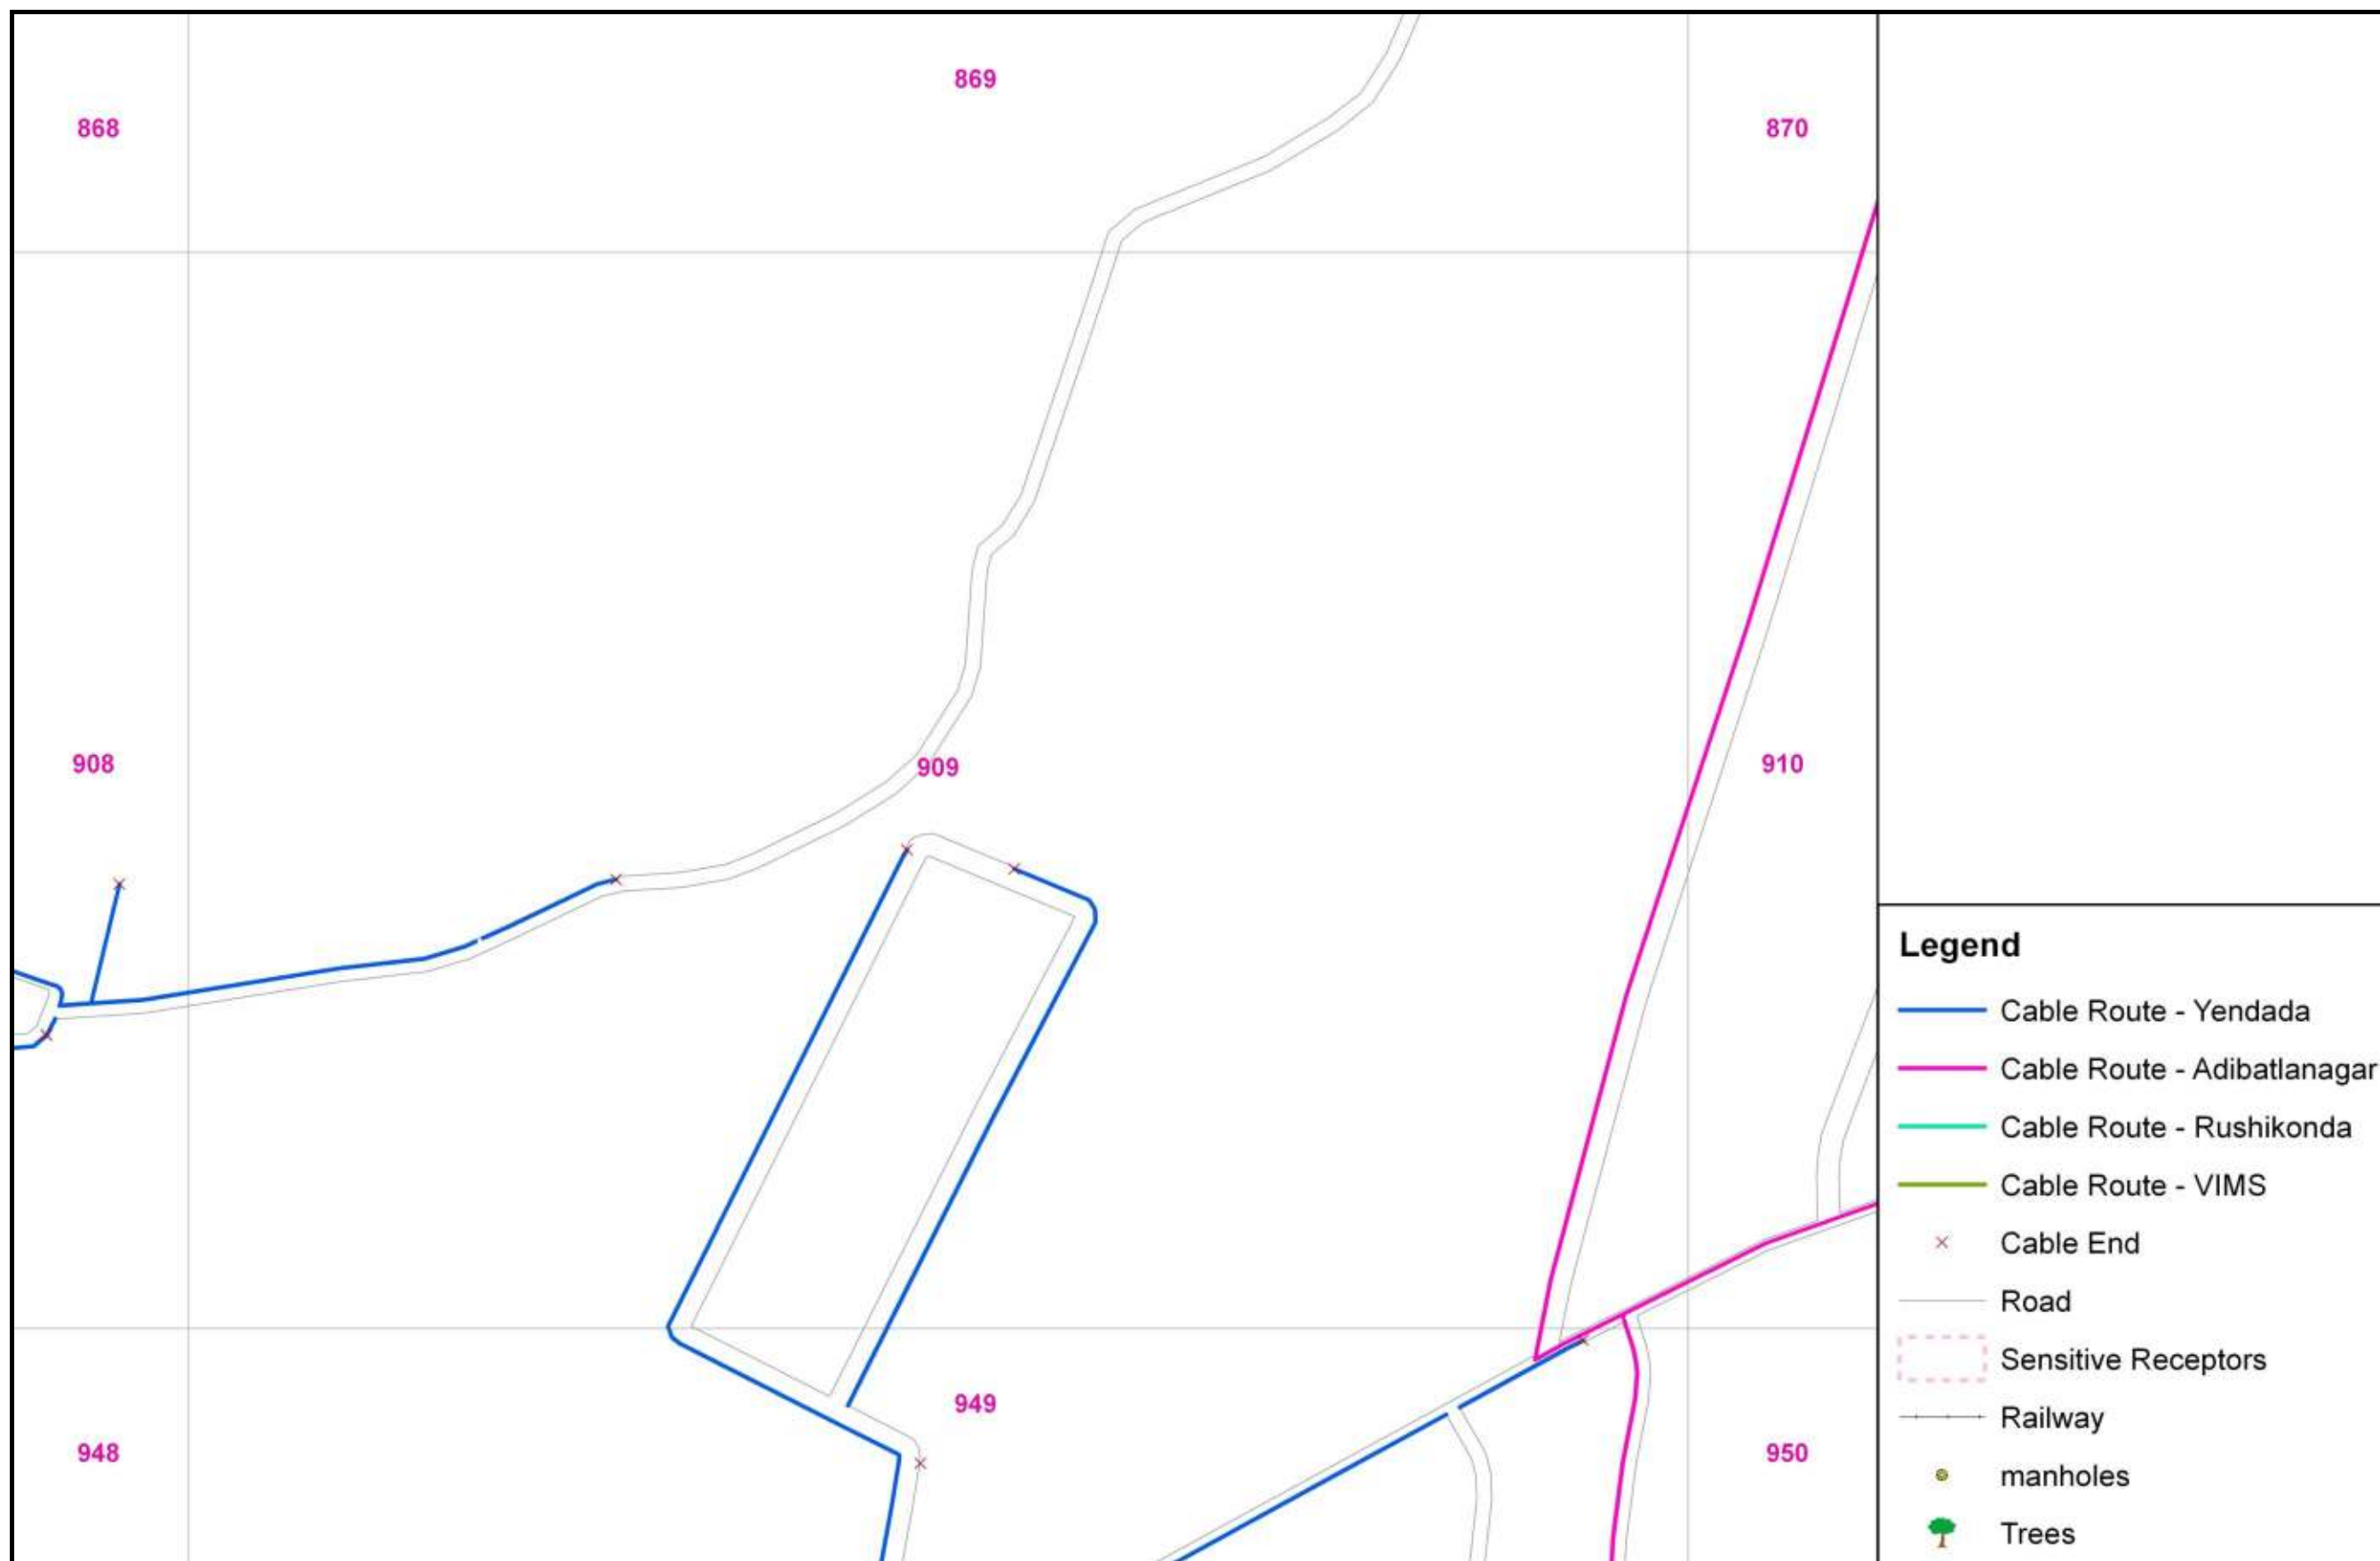 869
868
870
908
909
910
949
948
950
Legend
Cable Route - Yendada
Cable Route - Adibatlanagar
Cable Route - Rushikonda
Cable Route - VIMS
Cable End
Road
Sensitive Receptors
Railway
manholes
Trees